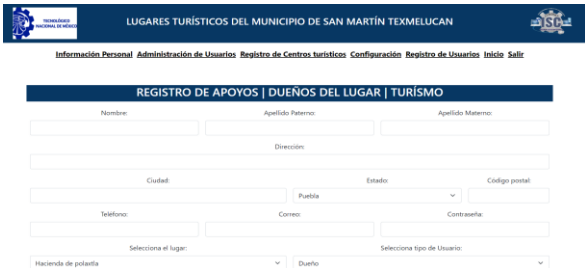 TECNOLÓGICO
NACIONAL DE MÉXICO
LUGARES TURÍSTICOS DEL MUNICIPIO DE SAN MARTÍN TEXMELUCAN
ISC
Información Personal Administración de Usuarios Registro de Centros turísticos Configuración Registro de Usuarios Inicio Salir
REGISTRO DE APOYOS | DUEÑOS DEL LUGAR | TURÍSMO
Nombre: Apellido Paterno: Apellido Materno:
Dirección:
Ciudad: Estado: Código postal:
Puebla
Teléfono: Correo: Contraseña:
Selecciona el lugar: Selecciona tipo de Usuario:
Hacienda de polaxtla Dueño